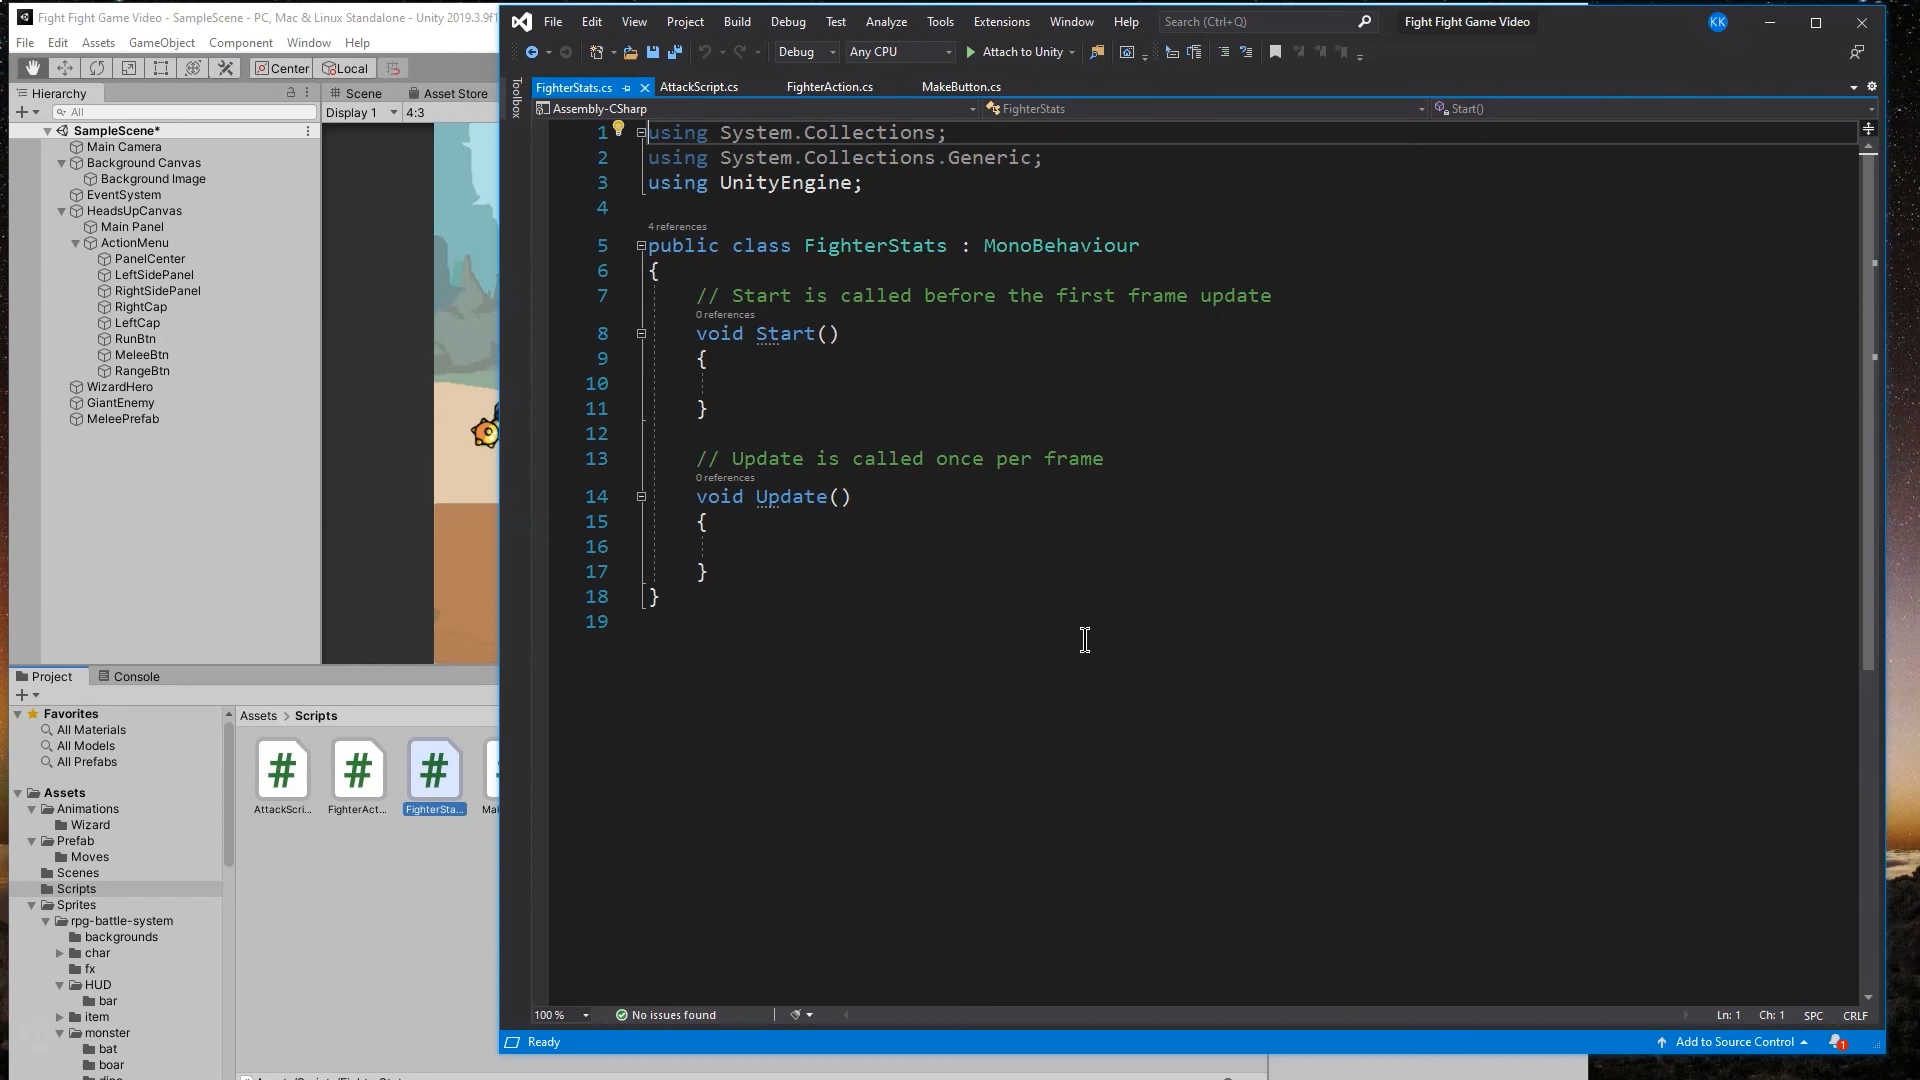 Fight Fight Game Video - SampleScene - PC, Mac & Linux Standalone - Unity 2019.3.9f1
File Edit Assets GameObject Component Window Help
Center Local
Hierarchy
All
SampleScene*
Main Camera
Background Canvas
Background Image
EventSystem
HeadsUpCanvas
Main Panel
ActionMenu
PanelCenter
LeftSidePanel
RightSidePanel
RightCap
LeftCap
RunBtn
MeleeBtn
RangeBtn
WizardHero
GiantEnemy
MeleePrefab
Scene Asset Store
Display 1 4:3
Project Console
Favorites
All Materials
All Models
All Prefabs
Assets
Animations
Wizard
Prefab
Moves
Scenes
Scripts
Sprites
rpg-battle-system
backgrounds
char
fx
HUD
bar
item
monster
bat
boar
Assets > Scripts
AttackScri... FighterAct... FighterSta...
File Edit View Project Build Debug Test Analyze Tools Extensions Window Help Search (Ctrl+Q) Fight Fight Game Video KK
Debug Any CPU Attach to Unity
Toolbox
FighterStats.cs AttackScript.cs FighterAction.cs MakeButton.cs
Assembly-CSharp FighterStats Start()
1 using System.Collections;
2 using System.Collections.Generic;
3 using UnityEngine;
4
4 references
5 public class FighterStats : MonoBehaviour
6 {
7 // Start is called before the first frame update
0 references
8 void Start()
9 {
10
11 }
12
13 // Update is called once per frame
0 references
14 void Update()
15 {
16
17 }
18 }
19
100 % No issues found Ln: 1 Ch: 1 SPC CRLF
Ready Add to Source Control 1